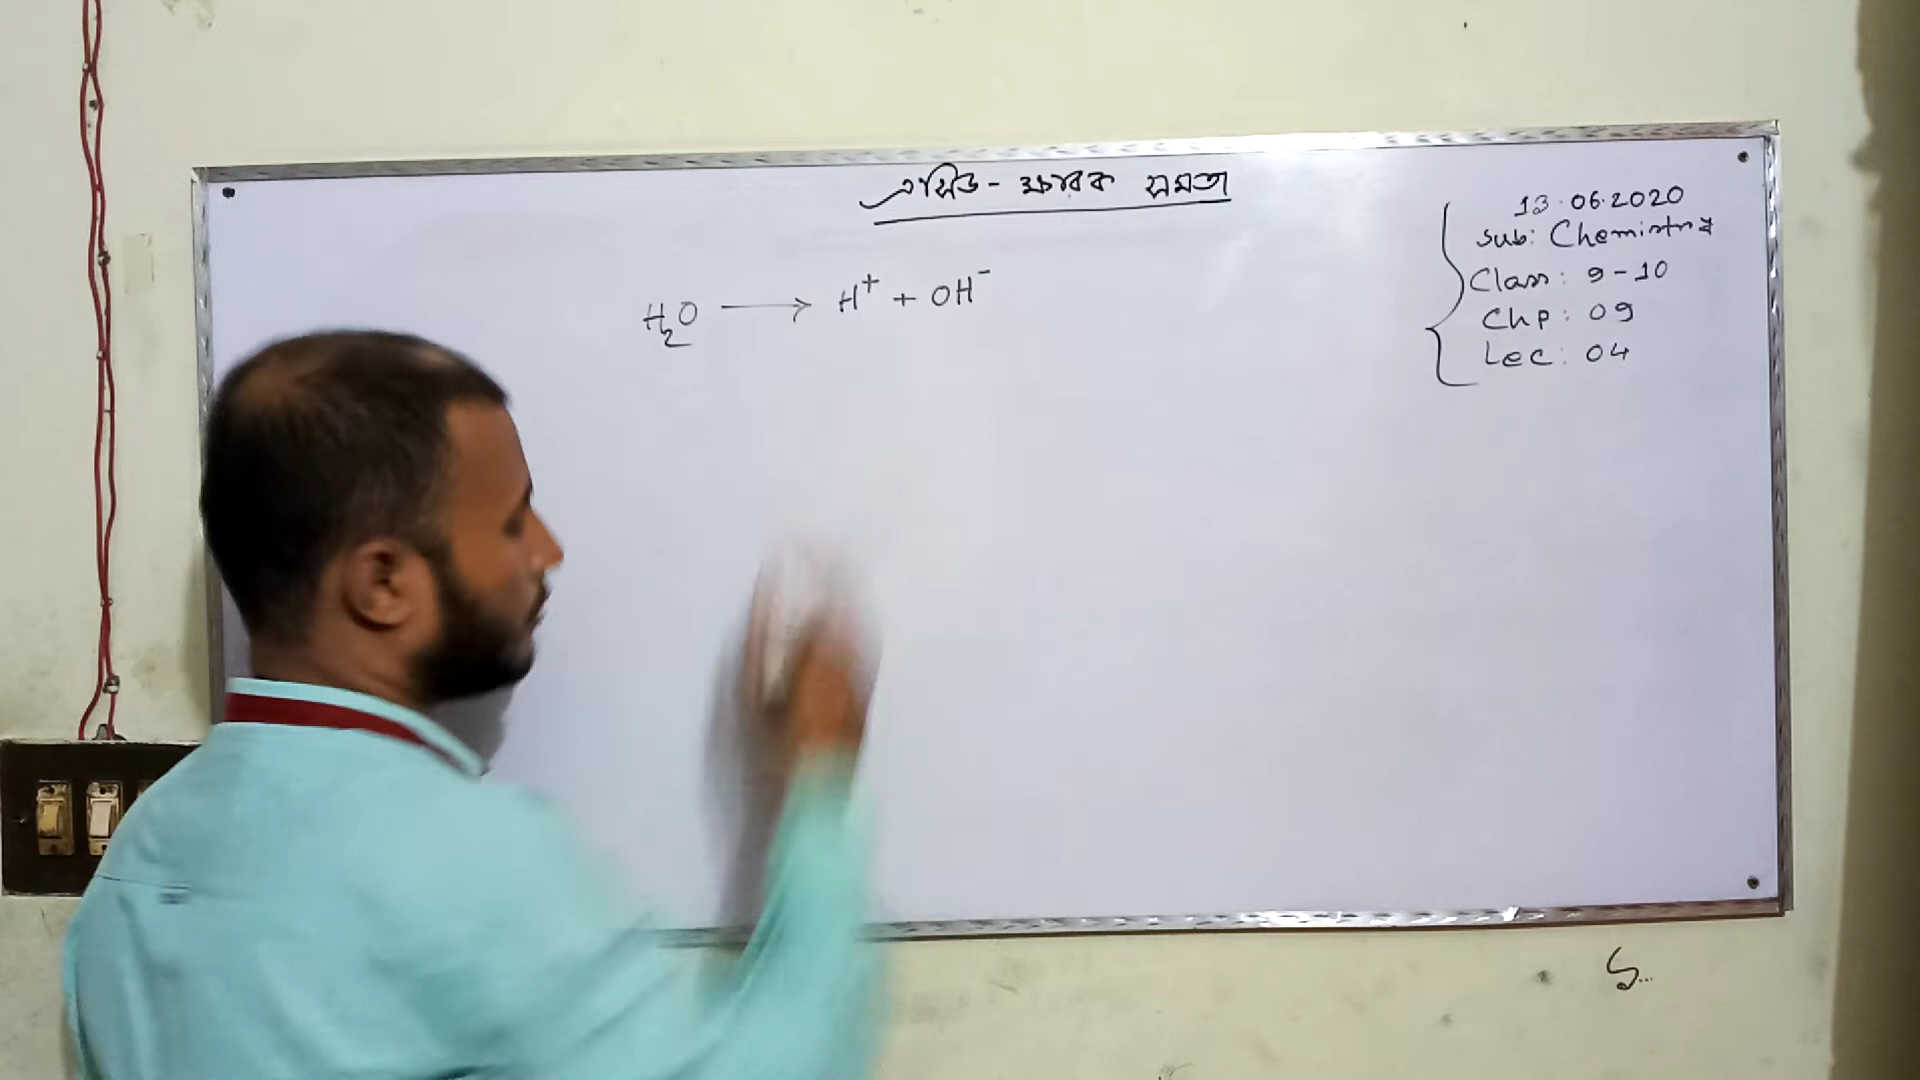 এসিড-ক্ষারক সমতা
13.06.2020
Sub: Chemistry
Class: 9-10
Chp: 09
Lec: 04
H₂O ⟶ H⁺ + OH⁻
S...